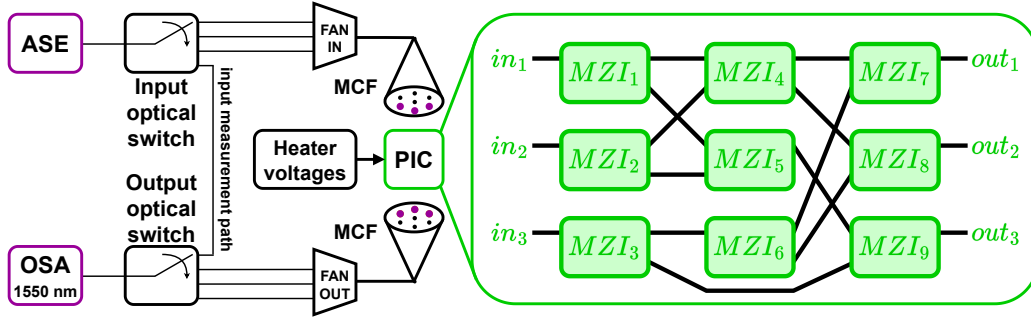 ASE
Input
optical
switch
FAN
IN
MCF
input measurement path
Heater
voltages
PIC
Output
optical
switch
MCF
OSA
1550 nm
FAN
OUT
in₁
MZI₁
MZI₄
MZI₇
out₁
in₂
MZI₂
MZI₅
MZI₈
out₂
in₃
MZI₃
MZI₆
MZI₉
out₃